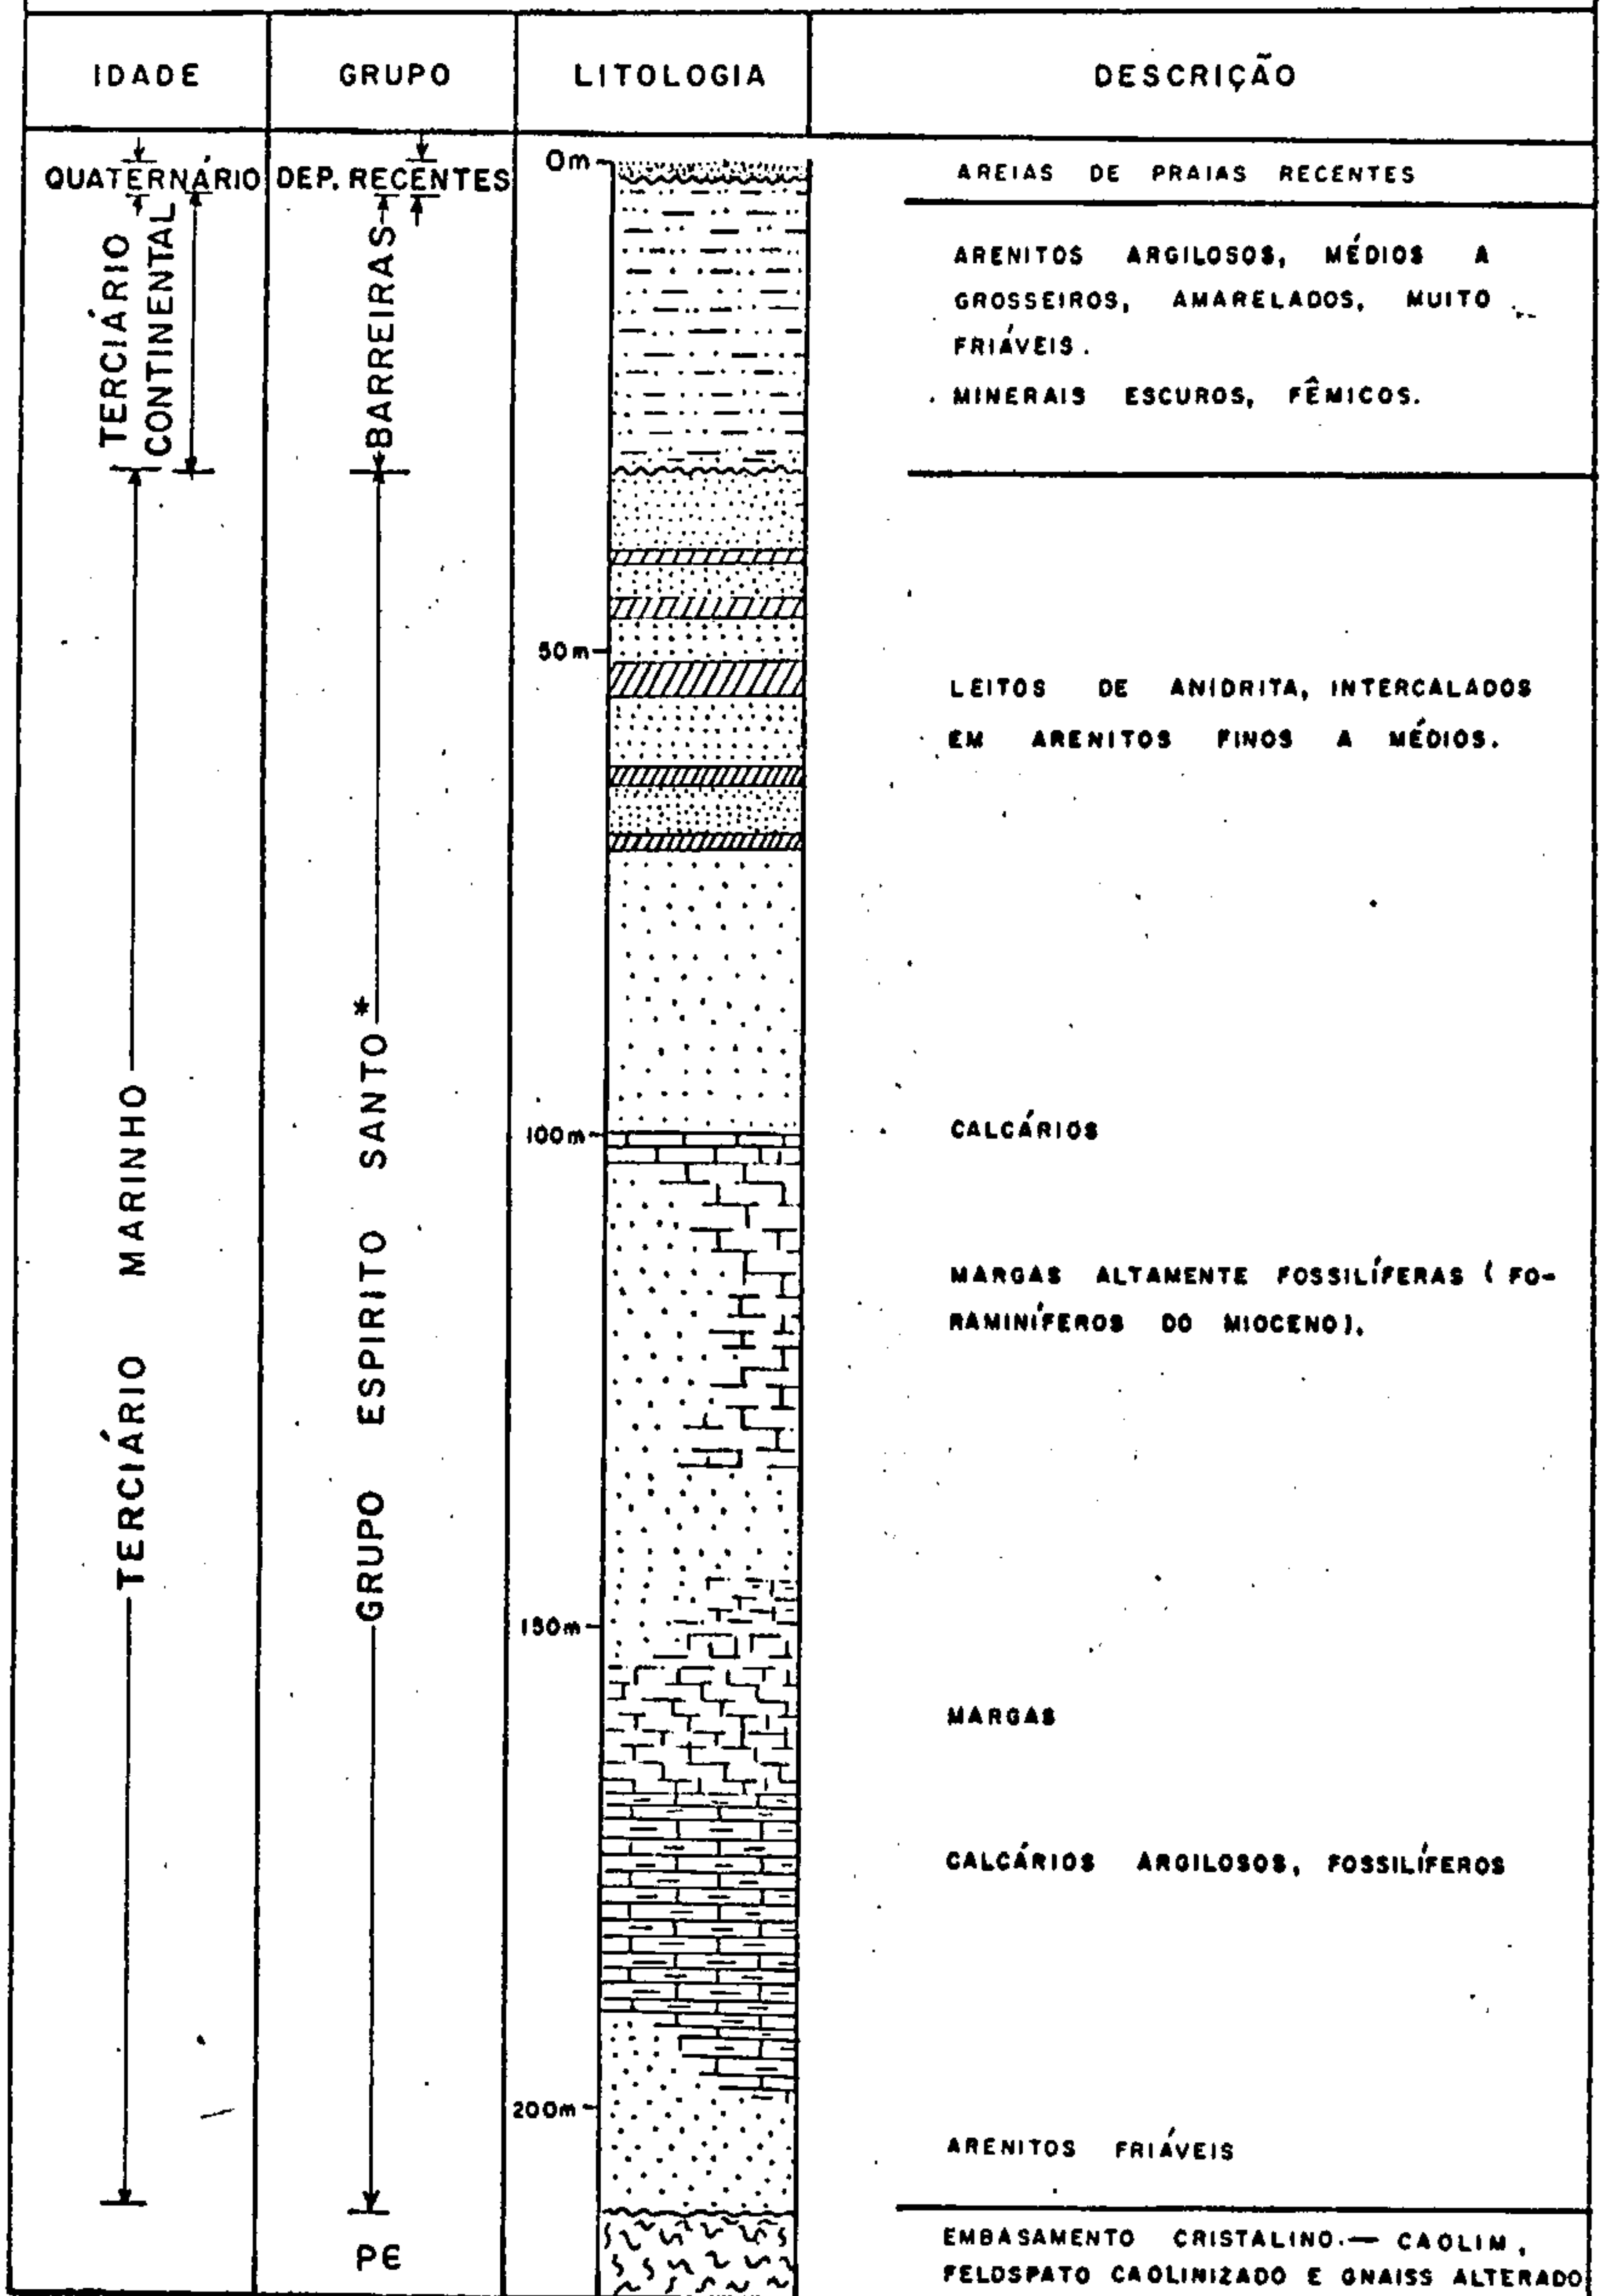 IDADE GRUPO LITOLOGIA DESCRIÇÃO
QUATERNÁRIO DEP. RECENTES 0m AREIAS DE PRAIAS RECENTES
TERCIÁRIO
CONTINENTAL
BARREIRAS
ARENITOS ARGILOSOS, MÉDIOS A
GROSSEIROS, AMARELADOS, MUITO
FRIÁVEIS.
MINERAIS ESCUROS, FÊMICOS.
TERCIÁRIO MARINHO
GRUPO ESPIRITO SANTO*
50m
LEITOS DE ANIDRITA, INTERCALADOS
EM ARENITOS FINOS A MÉDIOS.
100m CALCÁRIOS
MARGAS ALTAMENTE FOSSILÍFERAS (FO-
RAMINÍFEROS DO MIOCENO).
150m
MARGAS
CALCÁRIOS ARGILOSOS, FOSSILÍFEROS
200m
ARENITOS FRIÁVEIS
PE
EMBASAMENTO CRISTALINO.— CAOLIM,
FELDSPATO CAOLINIZADO E GNAISS ALTERADO